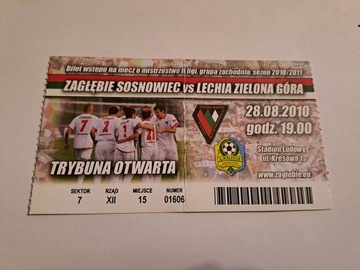 Bilet wstępu na mecz o mistrzostwo II ligi, grupa zachodnia, sezon 2010/2011
ZAGŁĘBIE SOSNOWIEC VS LECHIA ZIELONA GÓRA
28.08.2010
godz. 19.00
Stadion Ludowy
ul. Kresowa 1
TRYBUNA OTWARTA
SEKTOR RZĄD MIEJSCE NUMER
7 XII 15 01606
www.zaglebie.eu